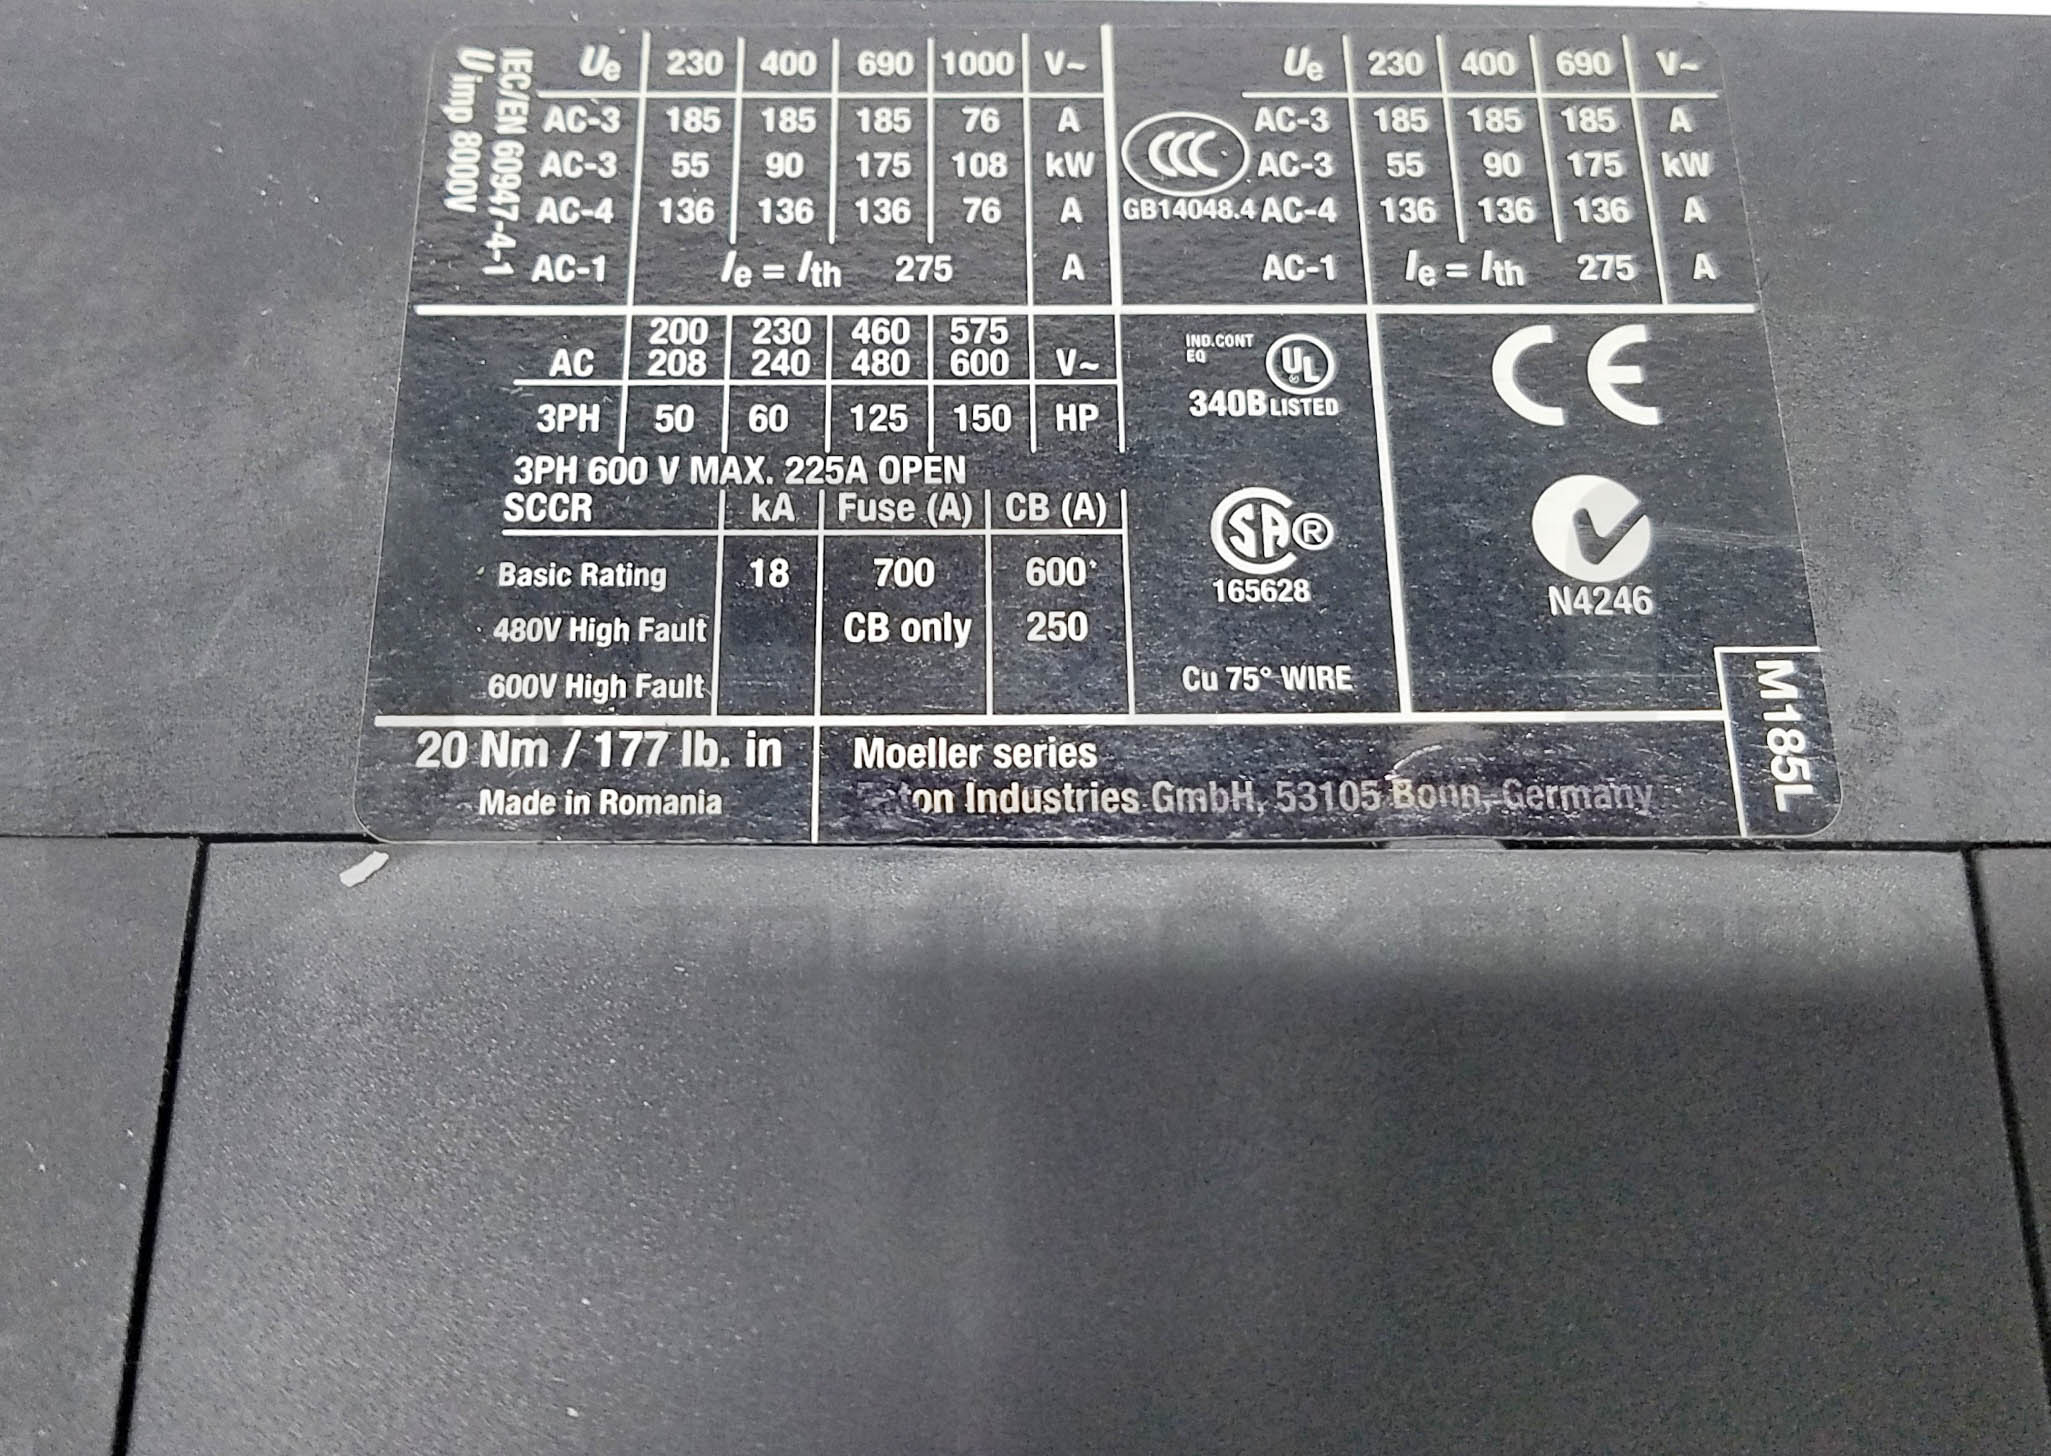 IEC/EN 60947-4-1
Uimp 8000V
Ue 230 400 690 1000 V~
AC-3 185 185 185 76 A
AC-3 55 90 175 108 kW
AC-4 136 136 136 76 A
AC-1 Ie = Ith 275 A
Ue 230 400 690 V~
CCC AC-3 185 185 185 A
AC-3 55 90 175 kW
GB14048.4 AC-4 136 136 136 A
AC-1 Ie = Ith 275 A
200 230 460 575
AC 208 240 480 600 V~
3PH 50 60 125 150 HP
3PH 600 V MAX. 225A OPEN
SCCR kA Fuse (A) CB (A)
Basic Rating 18 700 600*
480V High Fault CB only 250
600V High Fault
IND.CONT
EQ
UL
340B LISTED
SA ®
165628
Cu 75° WIRE
CE
N4246
M185L
20 Nm / 177 lb. in
Made in Romania
Moeller series
Industries GmbH, 53105 Bonn, Germany